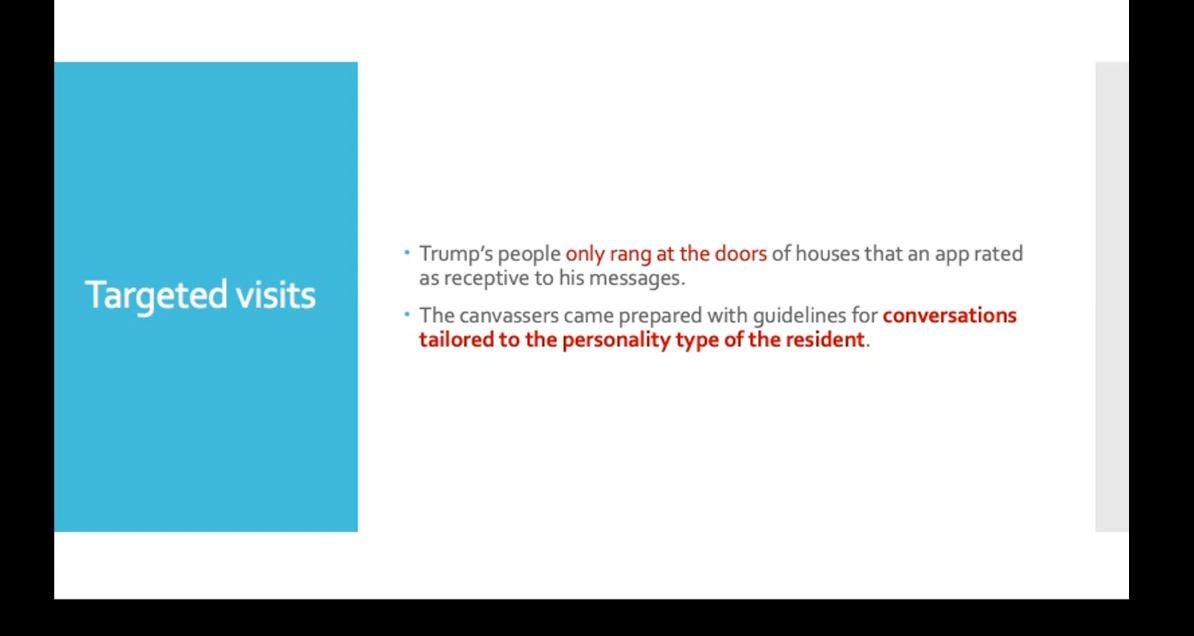 Targeted visits
• Trump's people only rang at the doors of houses that an app rated
as receptive to his messages.
• The canvassers came prepared with guidelines for conversations
tailored to the personality type of the resident.